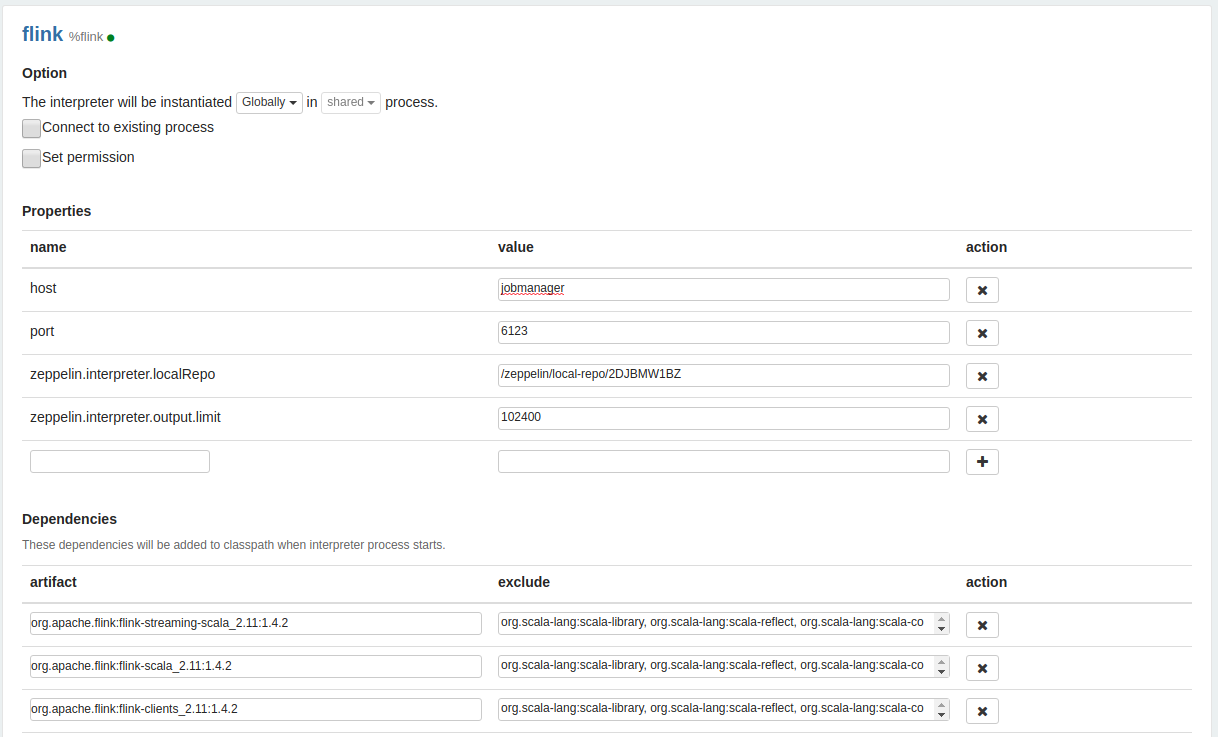 flink %flink
Option
The interpreter will be instantiated Globally in shared process.
Connect to existing process
Set permission
Properties
name value action
host jobmanager
port 6123
zeppelin.interpreter.localRepo /zeppelin/local-repo/2DJBMW1BZ
zeppelin.interpreter.output.limit 102400
Dependencies
These dependencies will be added to classpath when interpreter process starts.
artifact exclude action
org.apache.flink:flink-streaming-scala_2.11:1.4.2 org.scala-lang:scala-library, org.scala-lang:scala-reflect, org.scala-lang:scala-co
org.apache.flink:flink-scala_2.11:1.4.2 org.scala-lang:scala-library, org.scala-lang:scala-reflect, org.scala-lang:scala-co
org.apache.flink:flink-clients_2.11:1.4.2 org.scala-lang:scala-library, org.scala-lang:scala-reflect, org.scala-lang:scala-co